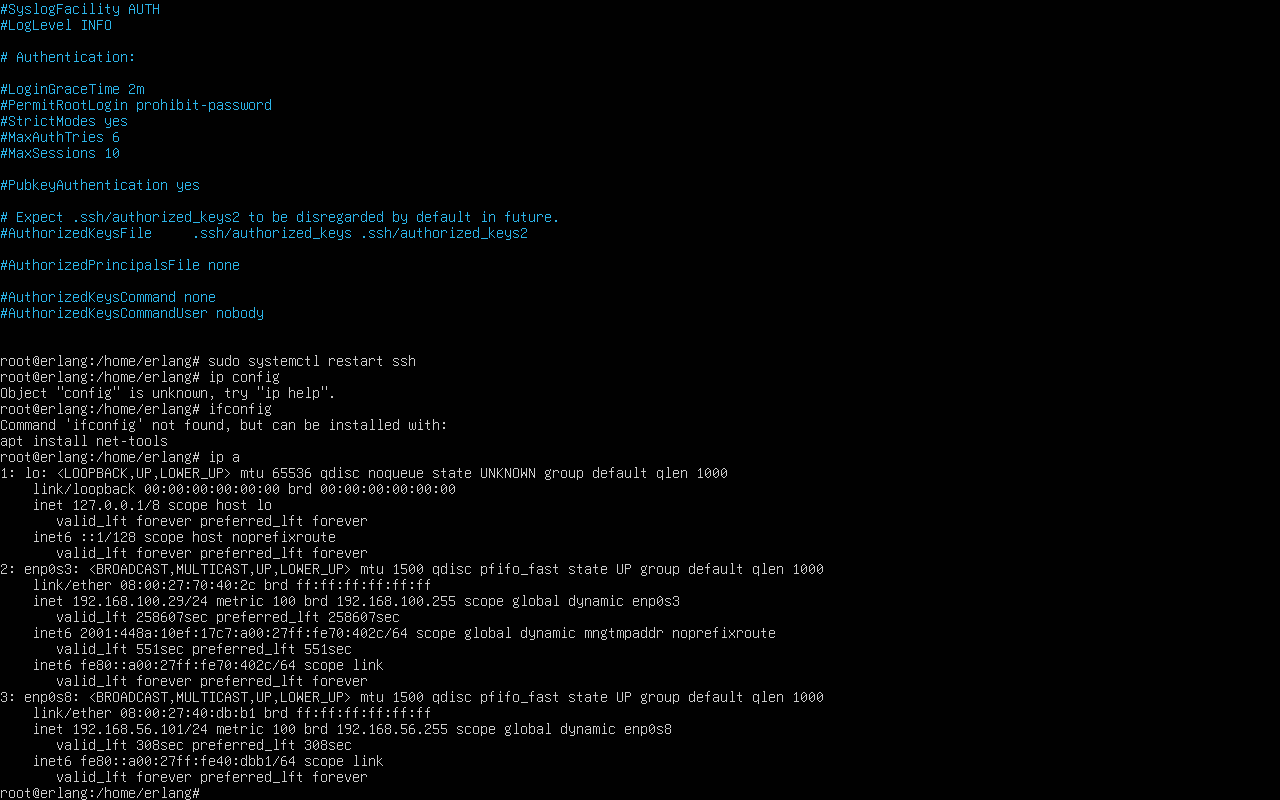 #SyslogFacility AUTH
#LogLevel INFO
# Authentication:
#LoginGraceTime 2m
#PermitRootLogin prohibit-password
#StrictModes yes
#MaxAuthTries 6
#MaxSessions 10
#PubkeyAuthentication yes
# Expect .ssh/authorized_keys2 to be disregarded by default in future.
#AuthorizedKeysFile     .ssh/authorized_keys .ssh/authorized_keys2
#AuthorizedPrincipalsFile none
#AuthorizedKeysCommand none
#AuthorizedKeysCommandUser nobody
root@erlang:/home/erlang# sudo systemctl restart ssh
root@erlang:/home/erlang# ip config
Object "config" is unknown, try "ip help".
root@erlang:/home/erlang# ifconfig
Command 'ifconfig' not found, but can be installed with:
apt install net-tools
root@erlang:/home/erlang# ip a
1: lo: <LOOPBACK,UP,LOWER_UP> mtu 65536 qdisc noqueue state UNKNOWN group default qlen 1000
    link/loopback 00:00:00:00:00:00 brd 00:00:00:00:00:00
    inet 127.0.0.1/8 scope host lo
       valid_lft forever preferred_lft forever
    inet6 ::1/128 scope host noprefixroute
       valid_lft forever preferred_lft forever
2: enp0s3: <BROADCAST,MULTICAST,UP,LOWER_UP> mtu 1500 qdisc pfifo_fast state UP group default qlen 1000
    link/ether 08:00:27:70:40:2c brd ff:ff:ff:ff:ff:ff
    inet 192.168.100.29/24 metric 100 brd 192.168.100.255 scope global dynamic enp0s3
       valid_lft 258607sec preferred_lft 258607sec
    inet6 2001:448a:10ef:17c7:a00:27ff:fe70:402c/64 scope global dynamic mngtmpaddr noprefixroute
       valid_lft 551sec preferred_lft 551sec
    inet6 fe80::a00:27ff:fe70:402c/64 scope link
       valid_lft forever preferred_lft forever
3: enp0s8: <BROADCAST,MULTICAST,UP,LOWER_UP> mtu 1500 qdisc pfifo_fast state UP group default qlen 1000
    link/ether 08:00:27:40:db:b1 brd ff:ff:ff:ff:ff:ff
    inet 192.168.56.101/24 metric 100 brd 192.168.56.255 scope global dynamic enp0s8
       valid_lft 308sec preferred_lft 308sec
    inet6 fe80::a00:27ff:fe40:dbb1/64 scope link
       valid_lft forever preferred_lft forever
root@erlang:/home/erlang#